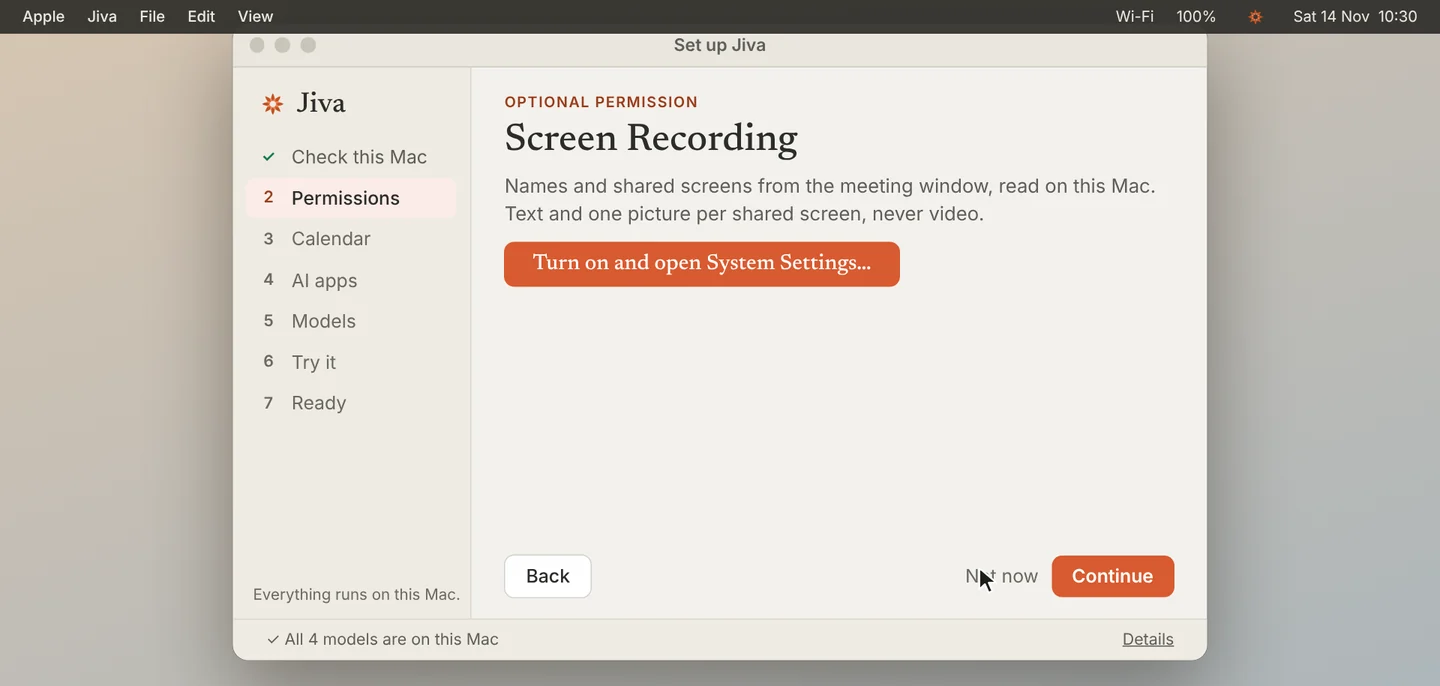 Apple Jiva File Edit View Wi-Fi 100% Sat 14 Nov 10:30
Set up Jiva
Jiva
Check this Mac
2 Permissions
3 Calendar
4 AI apps
5 Models
6 Try it
7 Ready
Everything runs on this Mac.
OPTIONAL PERMISSION
Screen Recording
Names and shared screens from the meeting window, read on this Mac.
Text and one picture per shared screen, never video.
Turn on and open System Settings…
Back
Not now
Continue
All 4 models are on this Mac
Details